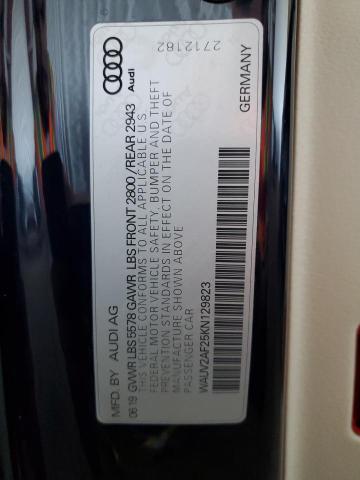 MFD. BY AUDI AG
06.19 GVWR LBS 5578 GAWR LBS FRONT 2800 / REAR 2943
THIS VEHICLE CONFORMS TO ALL APPLICABLE U.S.
FEDERAL MOTOR VEHICLE SAFETY, BUMPER AND THEFT
PREVENTION STANDARDS IN EFFECT ON THE DATE OF
MANUFACTURE SHOWN ABOVE
PASSENGER CAR
WAUV2AF25KN129823
Audi
2712182
GERMANY